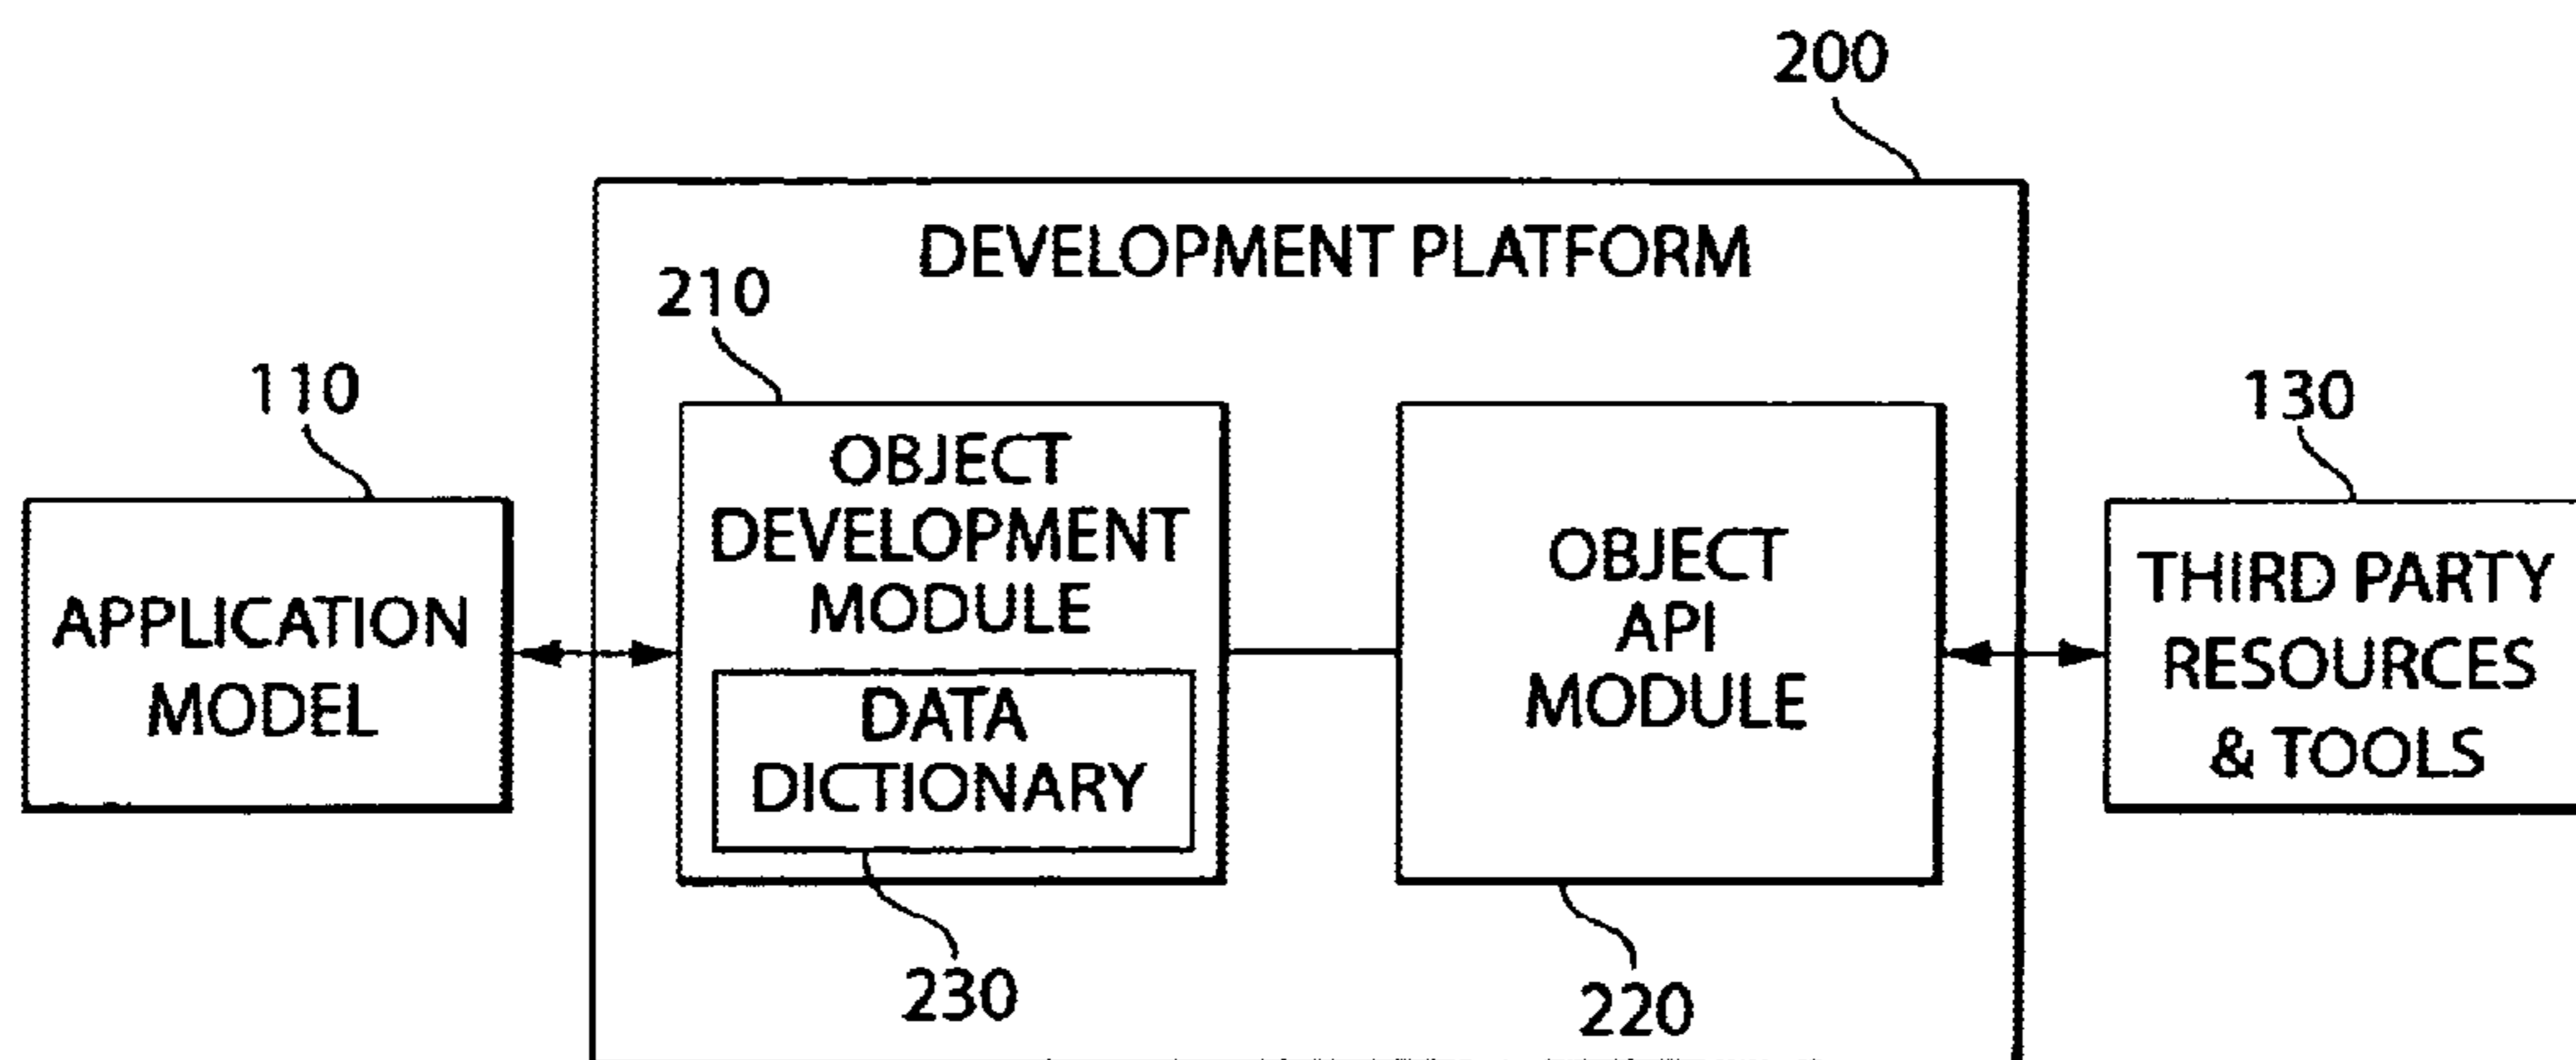 200
DEVELOPMENT PLATFORM
210
110
130
OBJECT
DEVELOPMENT
MODULE
DATA
DICTIONARY
OBJECT
API
MODULE
APPLICATION
MODEL
THIRD PARTY
RESOURCES
& TOOLS
230
220